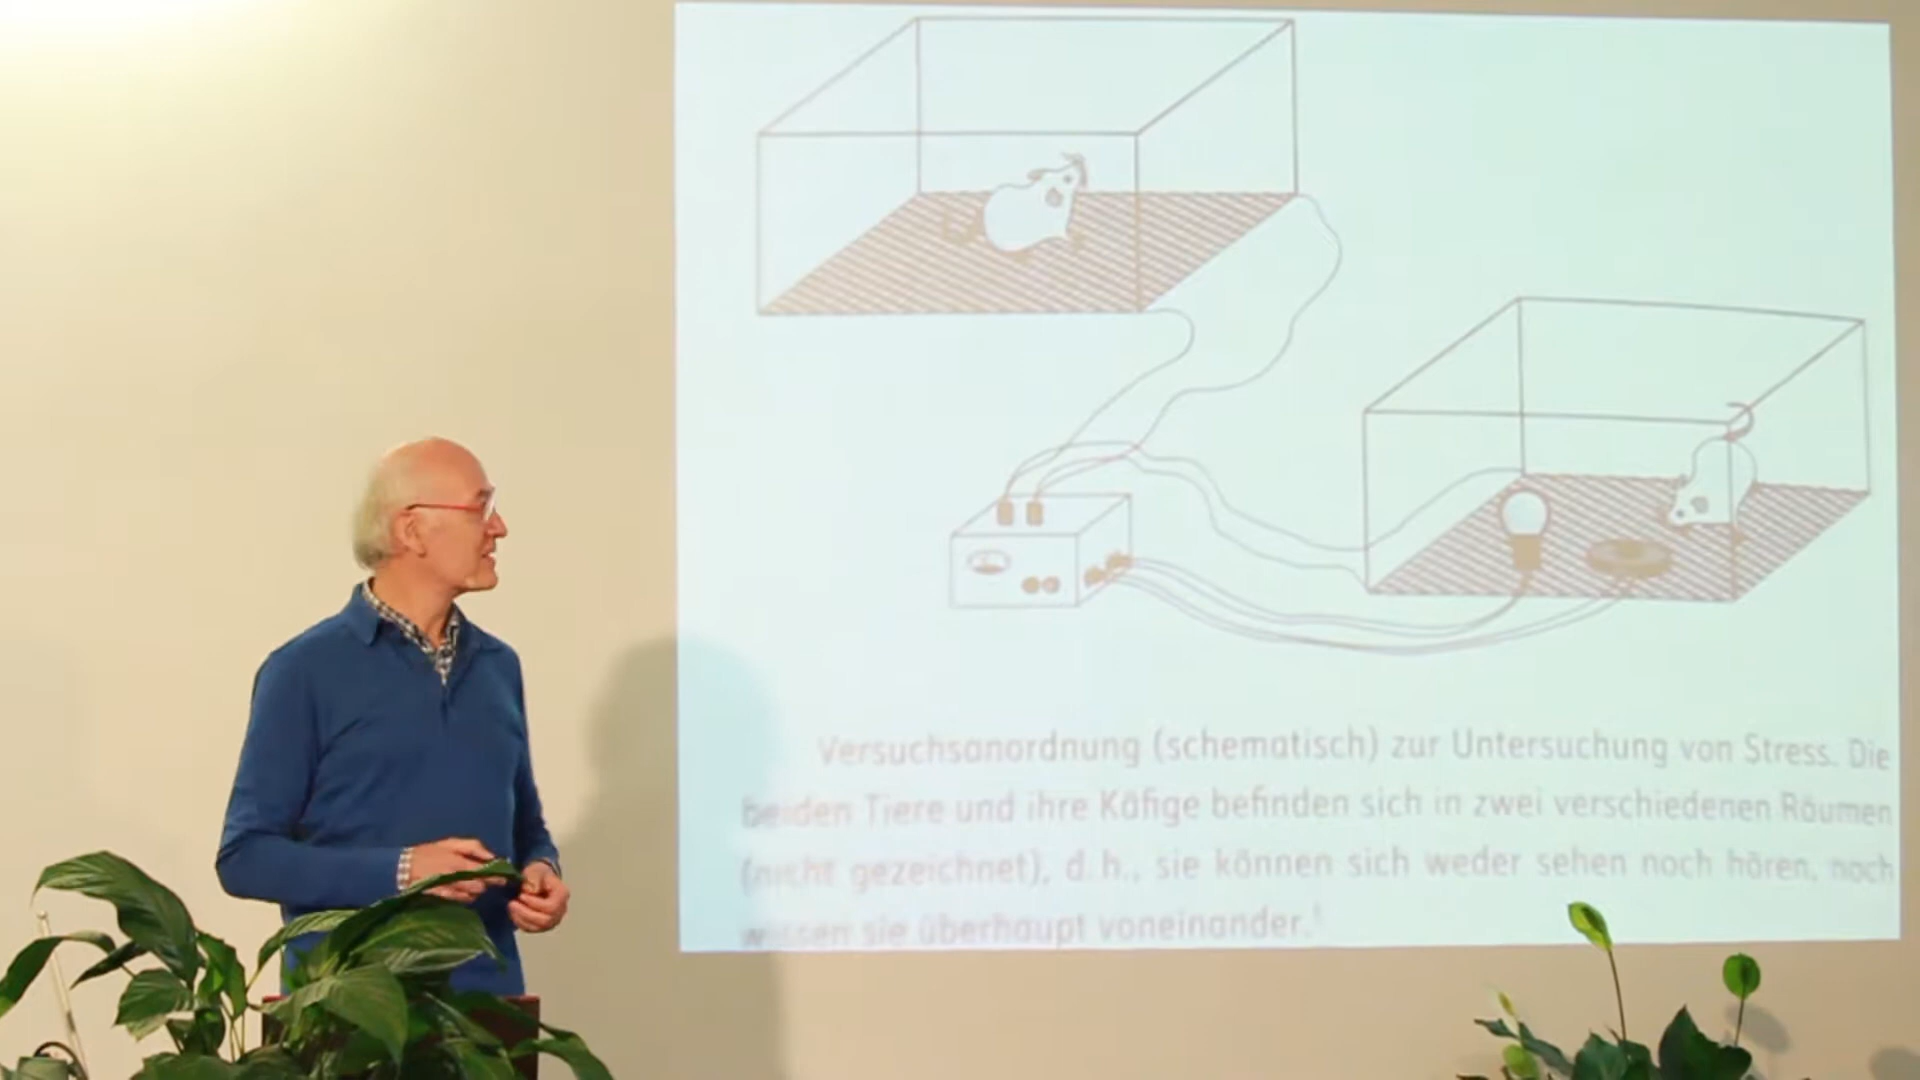 Versuchsanordnung (schematisch) zur Untersuchung von Stress. Die
beiden Tiere und ihre Käfige befinden sich in zwei verschiedenen Räumen
(nicht gezeichnet), d. h., sie können sich weder sehen noch hören, noch
wissen sie überhaupt voneinander.¹